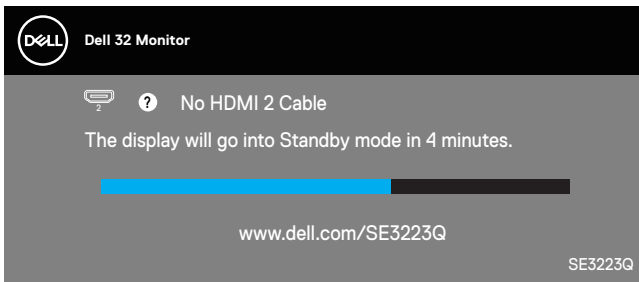 DELL
Dell 32 Monitor
2
? No HDMI 2 Cable
The display will go into Standby mode in 4 minutes.
www.dell.com/SE3223Q
SE3223Q